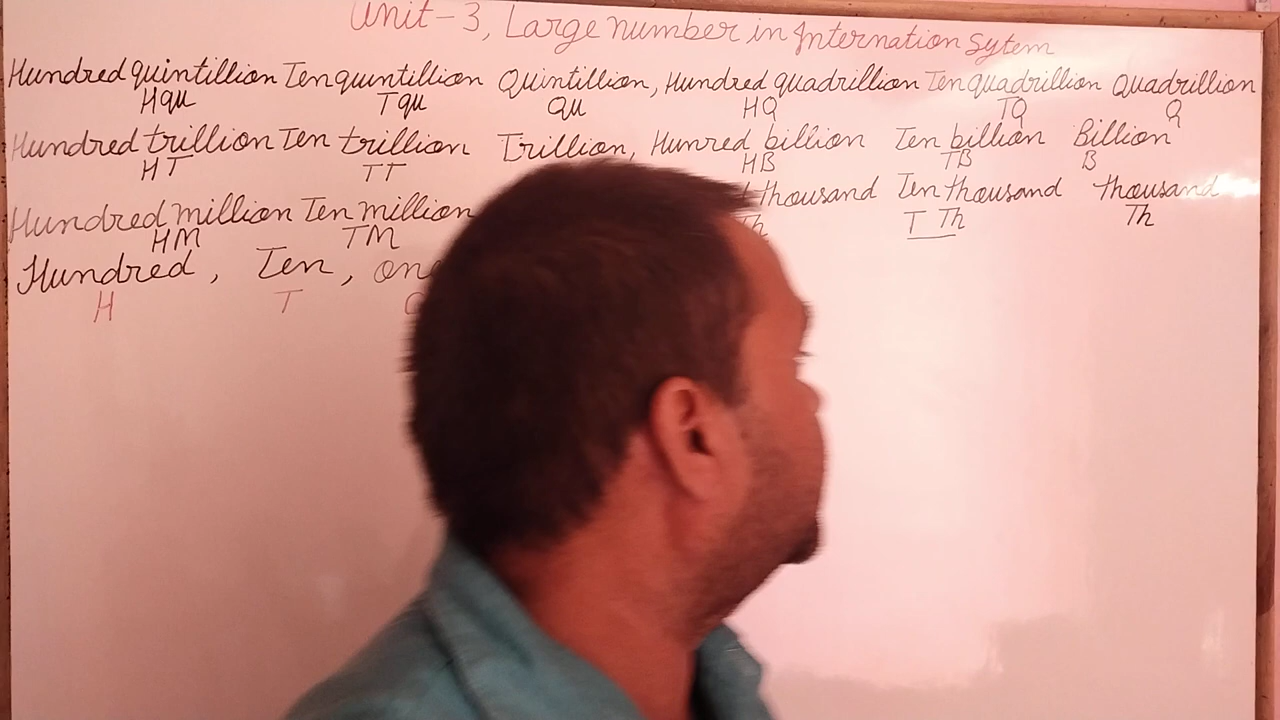 Unit-3, Large number in Internation Sytem
Hundred quintillion Ten quintillion Quintillion, Hundred quadrillion Ten quadrillion Quadrillion
Hqu Tqu Qu HQ TQ Q
Hundred trillion Ten trillion Trillion, Hunred billion Ten billion Billion
HT TT HB TB B
Hundred million Ten million thousand Ten thousand thousand
HM TM Th T Th Th
Hundred, Ten, one
H T